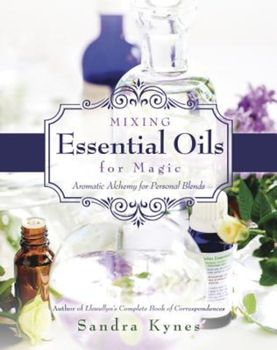 MIXING
Essential Oils
for Magic
Aromatic Alchemy for Personal Blends
Author of Llewellyn's Complete Book of Correspondences
Sandra Kynes